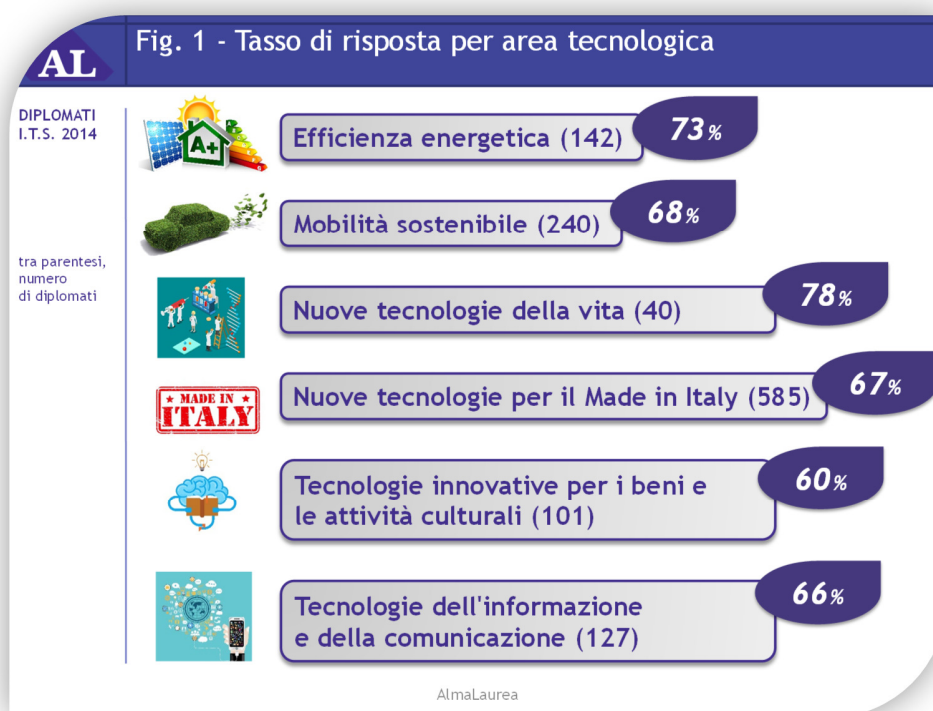 AL
Fig. 1 - Tasso di risposta per area tecnologica
DIPLOMATI
I.T.S. 2014
tra parentesi,
numero
di diplomati
A+
Efficienza energetica (142)
73%
Mobilità sostenibile (240)
68%
Nuove tecnologie della vita (40)
78%
MADE IN
ITALY
Nuove tecnologie per il Made in Italy (585)
67%
Tecnologie innovative per i beni e
le attività culturali (101)
60%
Tecnologie dell'informazione
e della comunicazione (127)
66%
AlmaLaurea